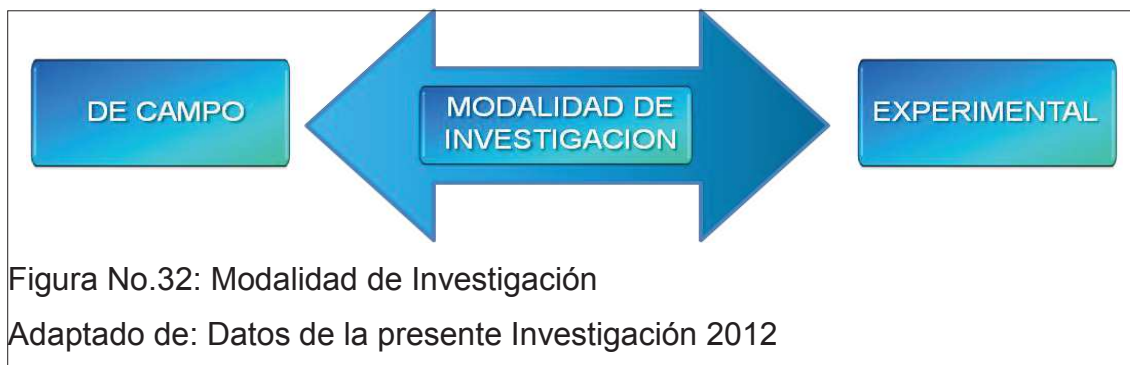 DE CAMPO
MODALIDAD DE
INVESTIGACION
EXPERIMENTAL
Figura No.32: Modalidad de Investigación
Adaptado de: Datos de la presente Investigación 2012